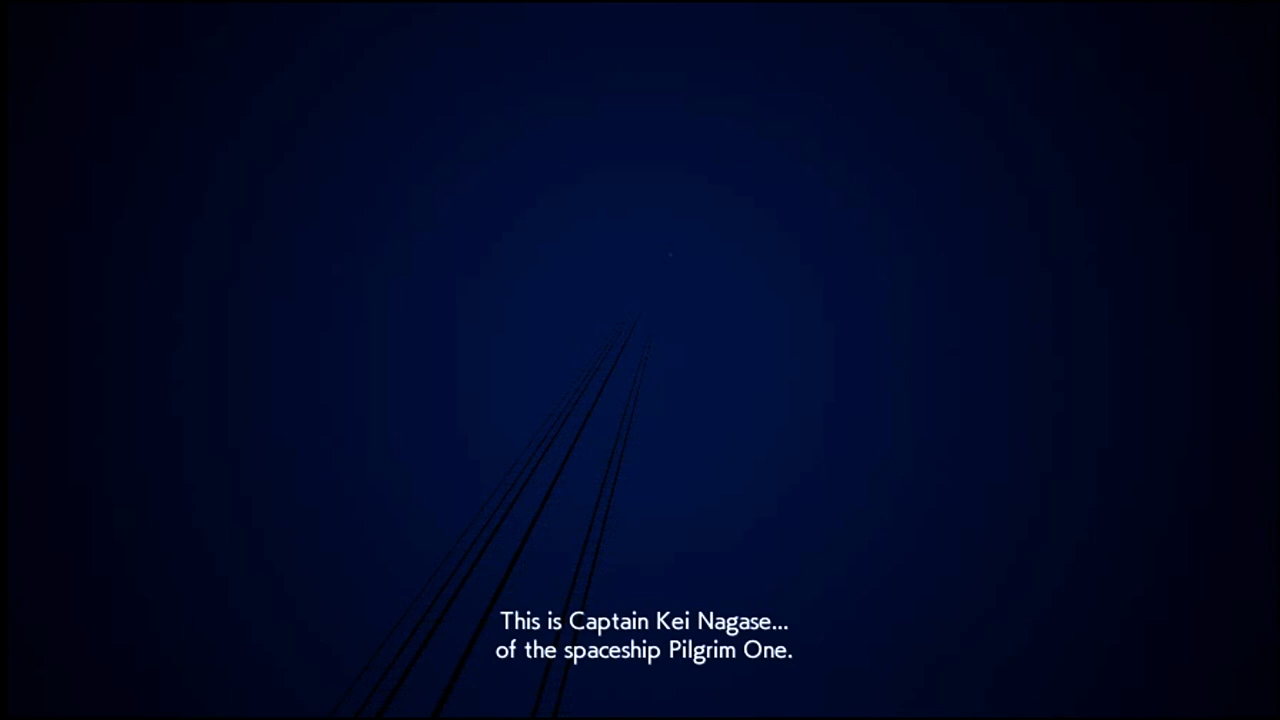 This is Captain Kei Nagase...
of the spaceship Pilgrim One.